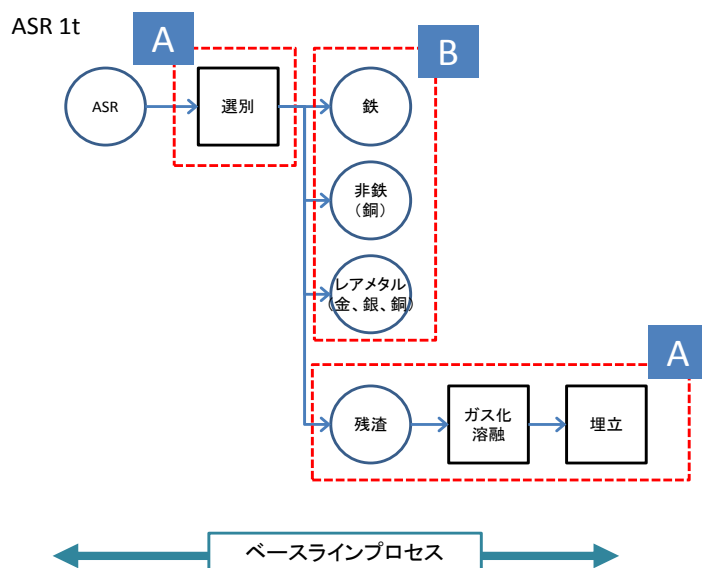 ASR 1t
A
B
ASR
選別
鉄
非鉄
(銅)
レアメタル
(金、銀、銅)
A
残渣
ガス化
溶融
埋立
ベースラインプロセス